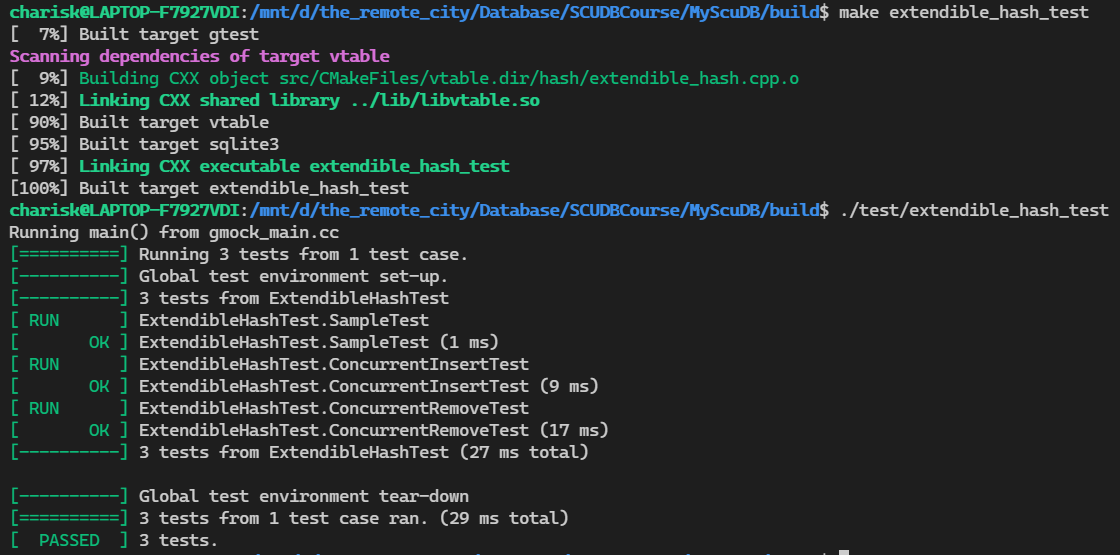 charisk@LAPTOP-F7927VDI:/mnt/d/the_remote_city/Database/SCUDBCourse/MyScuDB/build$ make extendible_hash_test
[  7%] Built target gtest
Scanning dependencies of target vtable
[  9%] Building CXX object src/CMakeFiles/vtable.dir/hash/extendible_hash.cpp.o
[ 12%] Linking CXX shared library ../lib/libvtable.so
[ 90%] Built target vtable
[ 95%] Built target sqlite3
[ 97%] Linking CXX executable extendible_hash_test
[100%] Built target extendible_hash_test
charisk@LAPTOP-F7927VDI:/mnt/d/the_remote_city/Database/SCUDBCourse/MyScuDB/build$ ./test/extendible_hash_test
Running main() from gmock_main.cc
[==========] Running 3 tests from 1 test case.
[----------] Global test environment set-up.
[----------] 3 tests from ExtendibleHashTest
[ RUN      ] ExtendibleHashTest.SampleTest
[       OK ] ExtendibleHashTest.SampleTest (1 ms)
[ RUN      ] ExtendibleHashTest.ConcurrentInsertTest
[       OK ] ExtendibleHashTest.ConcurrentInsertTest (9 ms)
[ RUN      ] ExtendibleHashTest.ConcurrentRemoveTest
[       OK ] ExtendibleHashTest.ConcurrentRemoveTest (17 ms)
[----------] 3 tests from ExtendibleHashTest (27 ms total)

[----------] Global test environment tear-down
[==========] 3 tests from 1 test case ran. (29 ms total)
[  PASSED  ] 3 tests.